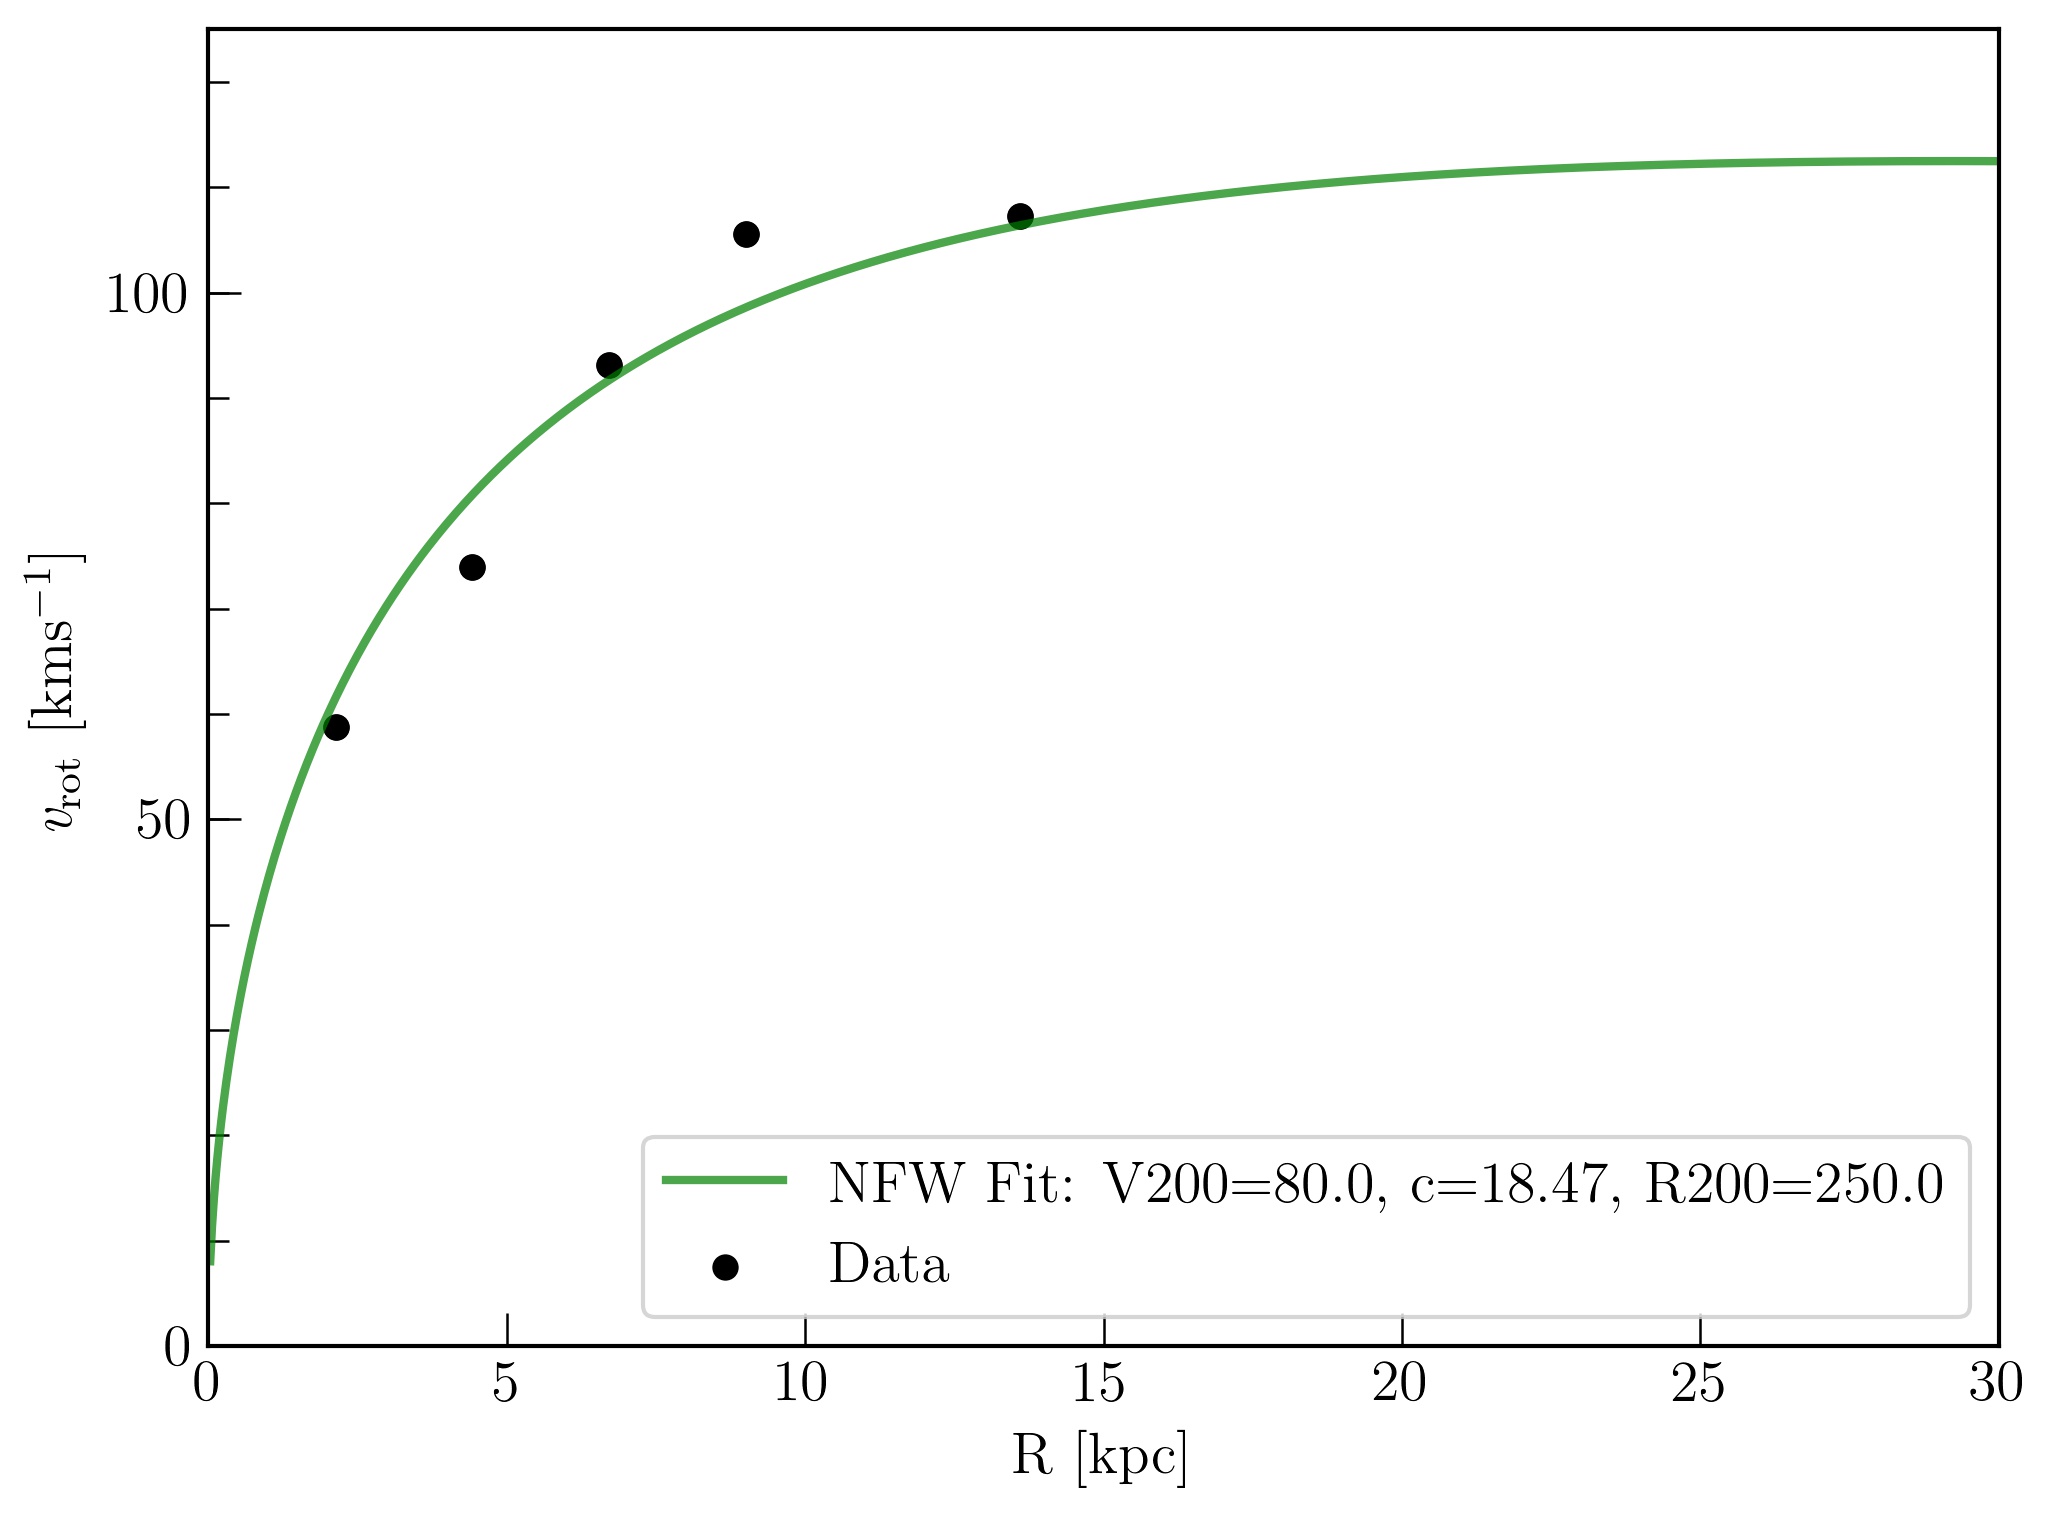 100
50
0
v_rot [kms⁻¹]
NFW Fit: V200=80.0, c=18.47, R200=250.0
Data
0 5 10 15 20 25 30
R [kpc]